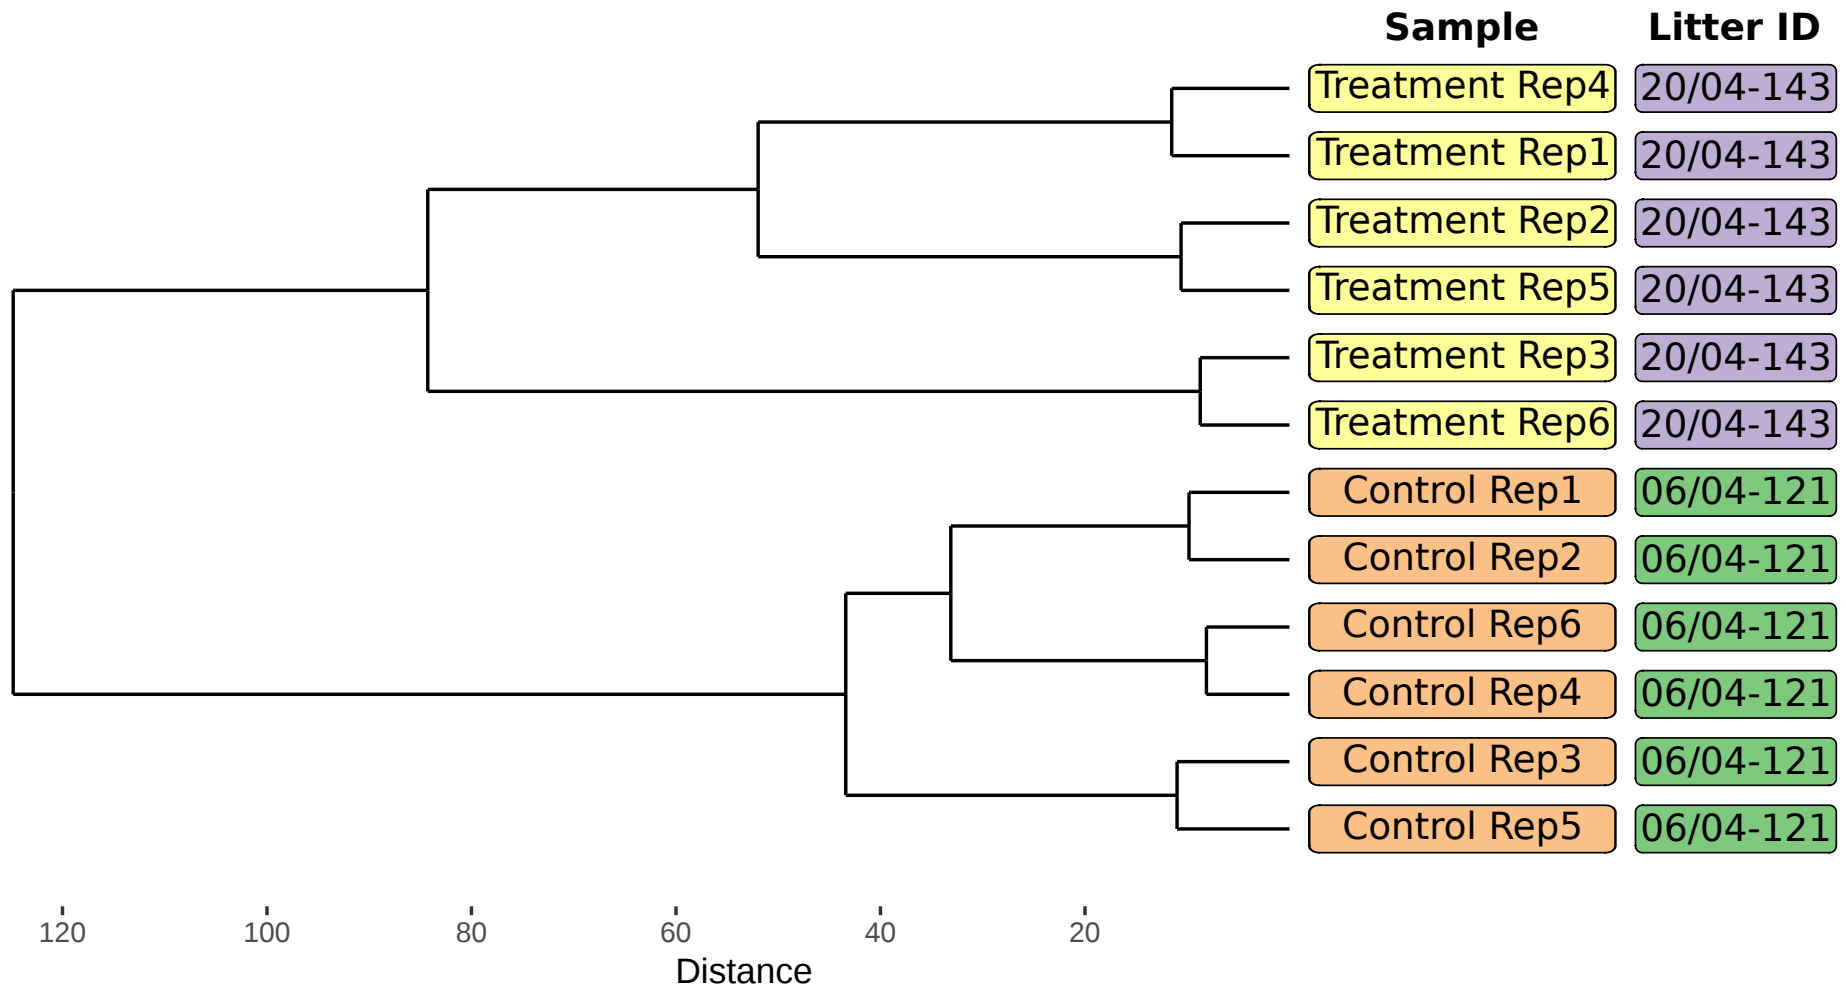 Sample Litter ID
Treatment Rep4 20/04-143
Treatment Rep1 20/04-143
Treatment Rep2 20/04-143
Treatment Rep5 20/04-143
Treatment Rep3 20/04-143
Treatment Rep6 20/04-143
Control Rep1 06/04-121
Control Rep2 06/04-121
Control Rep6 06/04-121
Control Rep4 06/04-121
Control Rep3 06/04-121
Control Rep5 06/04-121
120 100 80 60 40 20
Distance